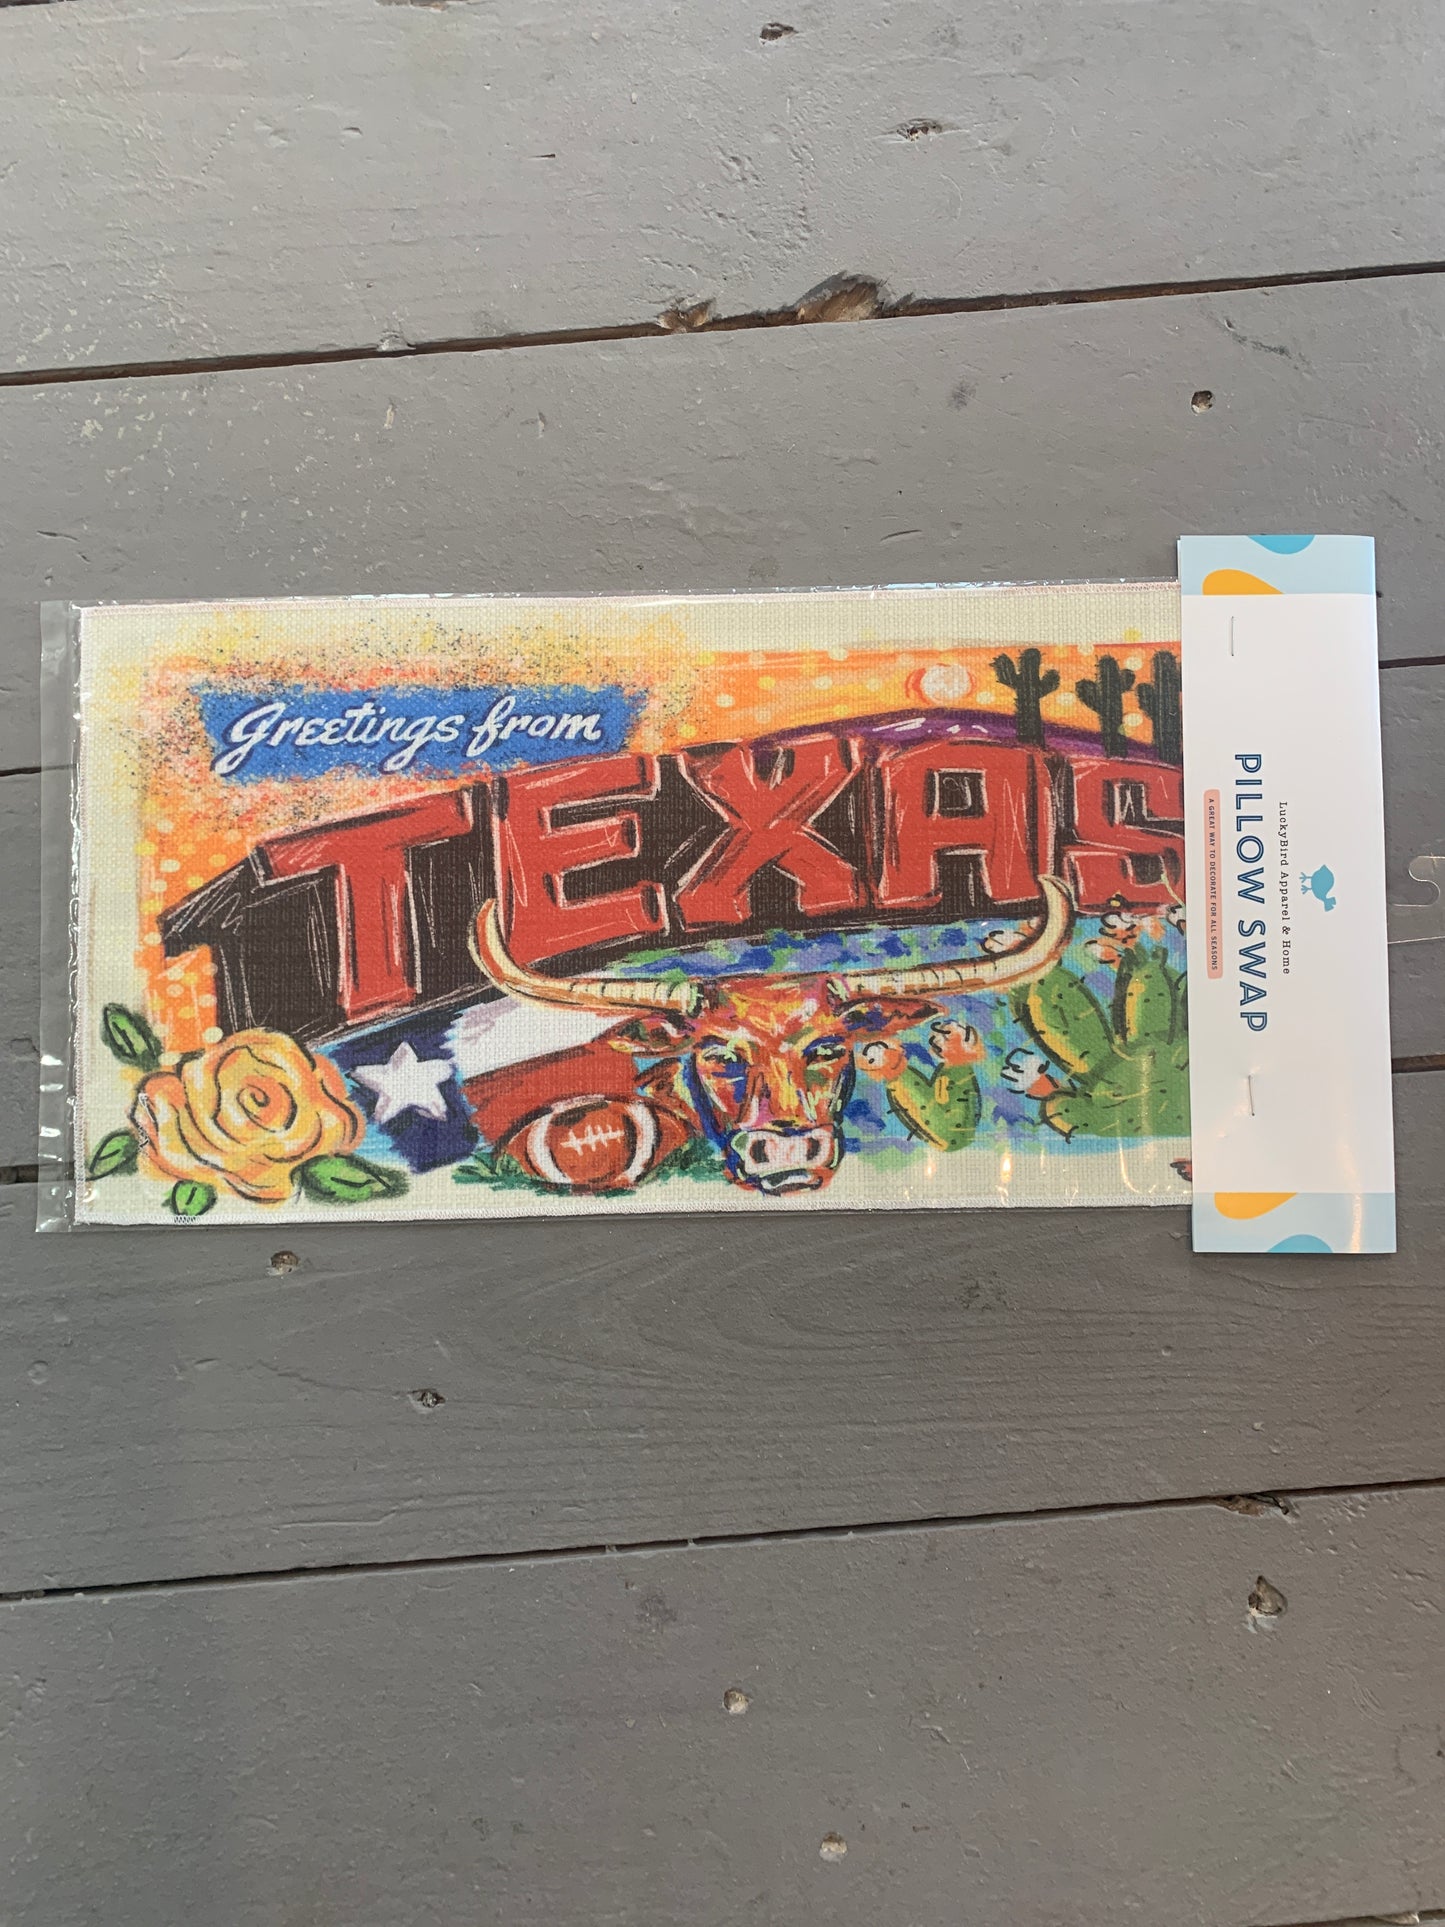 Greetings from
TEXAS
LuckyBird Apparel & Home
PILLOW SWAP
A GREAT WAY TO DECORATE FOR ALL SEASONS